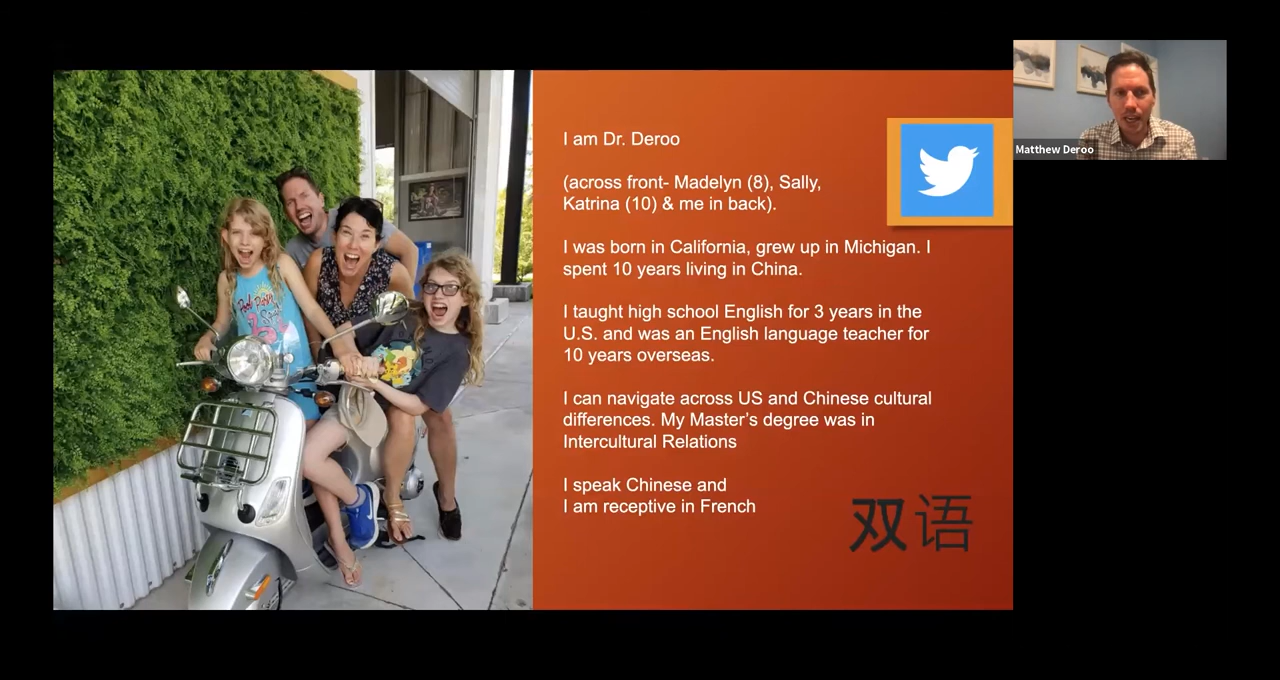 I am Dr. Deroo
(across front- Madelyn (8), Sally,
Katrina (10) & me in back).
I was born in California, grew up in Michigan. I
spent 10 years living in China.
I taught high school English for 3 years in the
U.S. and was an English language teacher for
10 years overseas.
I can navigate across US and Chinese cultural
differences. My Master's degree was in
Intercultural Relations
I speak Chinese and
I am receptive in French
双语
Matthew Deroo